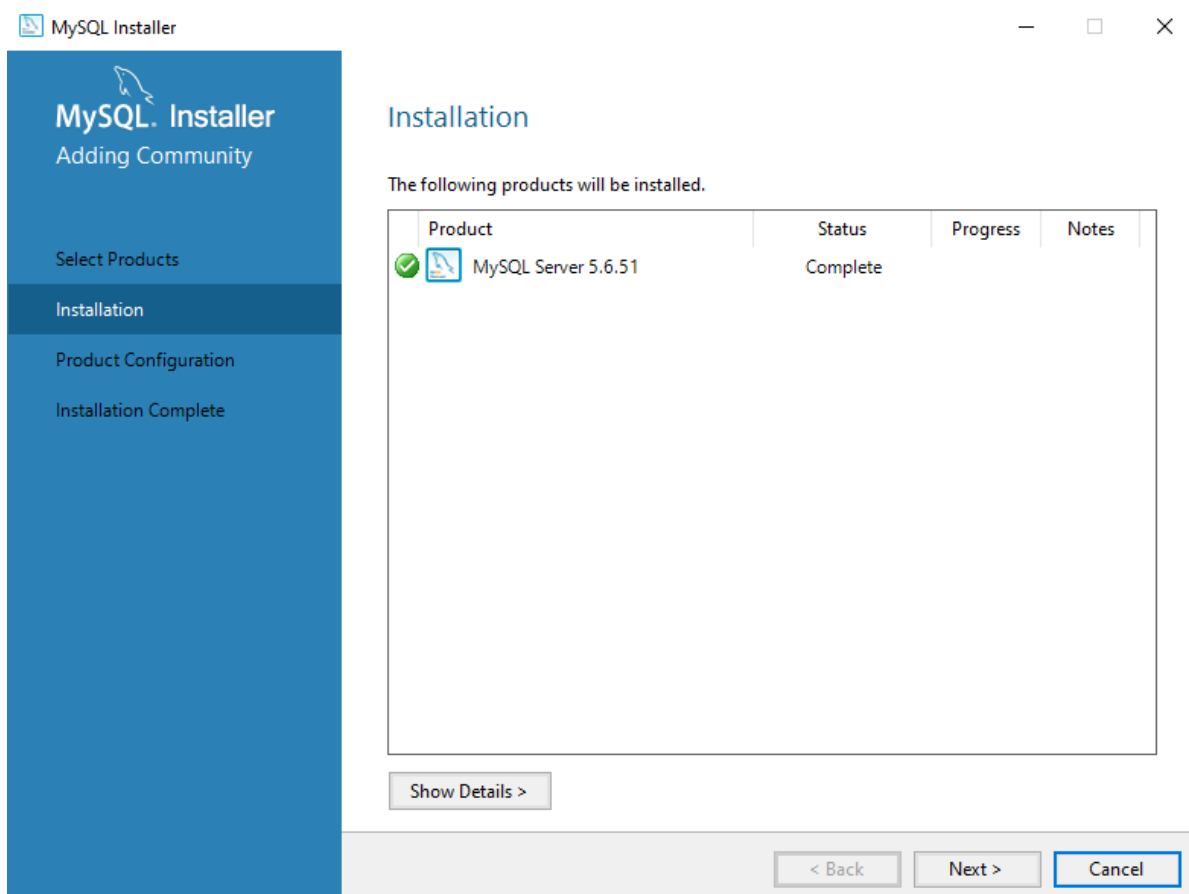 MySQL Installer
MySQL. Installer
Adding Community
Select Products
Installation
Product Configuration
Installation Complete
Installation
The following products will be installed.
Product Status Progress Notes
MySQL Server 5.6.51 Complete
Show Details >
< Back Next > Cancel